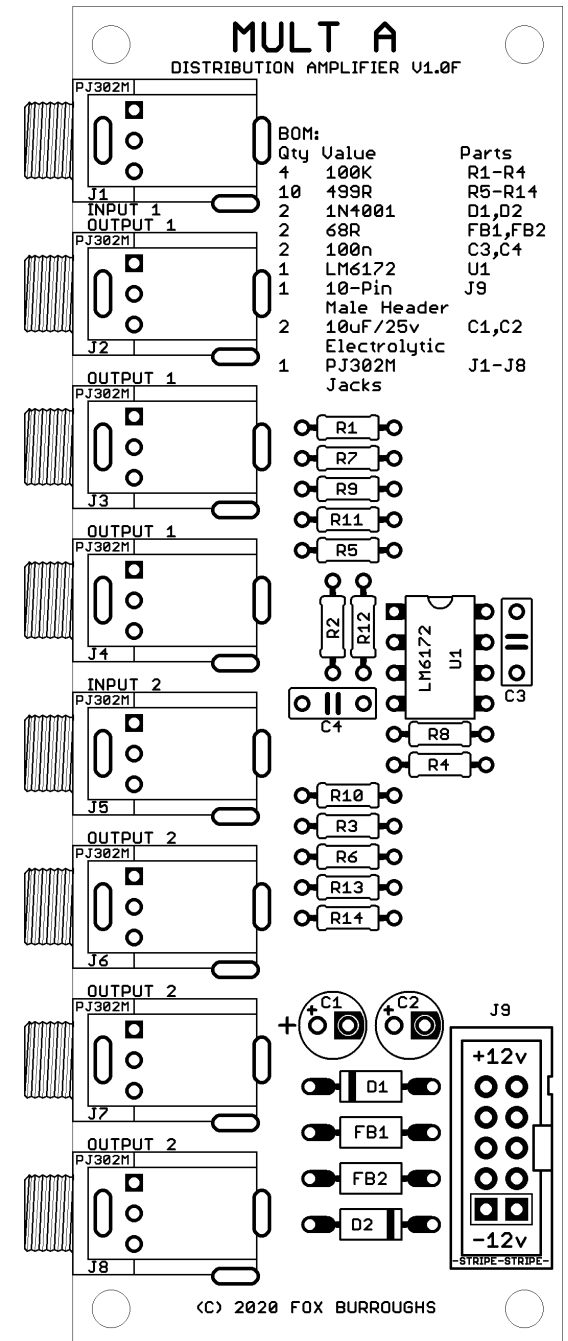 MULT A
DISTRIBUTION AMPLIFIER V1.0F
PJ302M
J1
INPUT 1
OUTPUT 1
PJ302M
J2
OUTPUT 1
PJ302M
J3
OUTPUT 1
PJ302M
J4
INPUT 2
PJ302M
J5
OUTPUT 2
PJ302M
J6
OUTPUT 2
PJ302M
J7
OUTPUT 2
PJ302M
J8
BOM:
Qty Value Parts
4 100K R1-R4
10 499R R5-R14
2 1N4001 D1,D2
2 68R FB1,FB2
2 100n C3,C4
1 LM6172 U1
1 10-Pin J9
Male Header
2 10uF/25v C1,C2
Electrolytic
1 PJ302M J1-J8
Jacks
R1
R7
R9
R11
R5
R2
R12
LM6172
U1
C3
C4
R8
R4
R10
R3
R6
R13
R14
+
+
C1
+
C2
D1
FB1
FB2
D2
J9
+12v
-12v
-STRIPE-STRIPE-
(C) 2020 FOX BURROUGHS